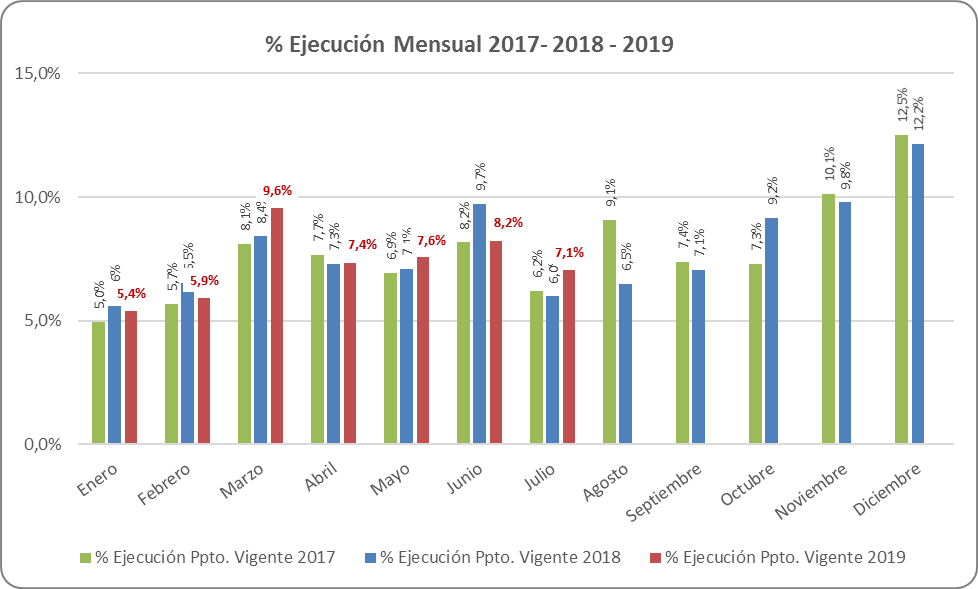 % Ejecución Mensual 2017- 2018 - 2019
15,0%
10,0%
5,0%
0,0%
5,0%
5,4%
5,7%
5,9%
8,1%
8,4%
9,6%
7,7%
7,3%
7,4%
6,9%
7,1%
7,6%
8,2%
9,7%
8,2%
6,2%
7,1%
9,1%
6,5%
7,4%
7,1%
7,3%
9,2%
10,1%
9,8%
12,5%
12,2%
Enero
Febrero
Marzo
Abril
Mayo
Junio
Julio
Agosto
Septiembre
Octubre
Noviembre
Diciembre
% Ejecución Ppto. Vigente 2017
% Ejecución Ppto. Vigente 2018
% Ejecución Ppto. Vigente 2019